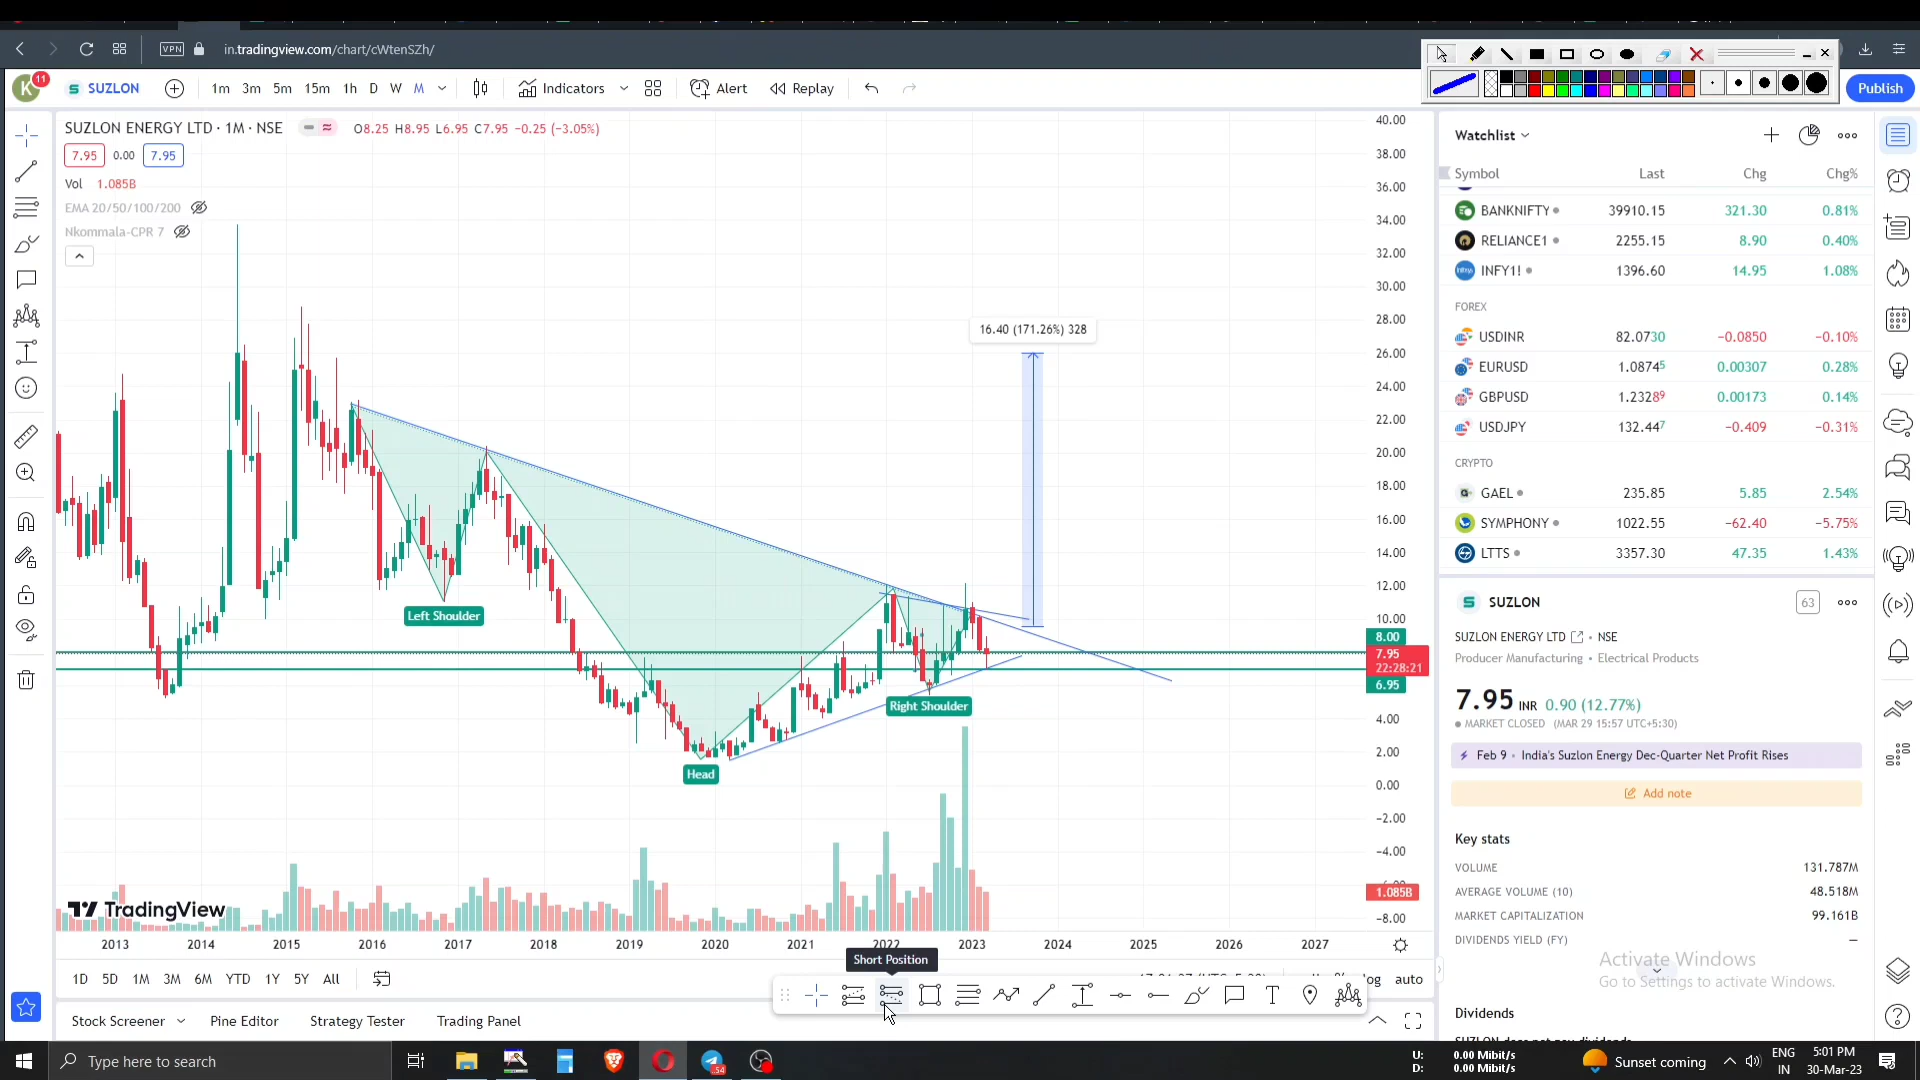 VPN
in.tradingview.com/chart/cWtenSZh/
K
11
SUZLON
1m 3m 5m 15m 1h D W M
Indicators
Alert
Replay
Publish
SUZLON ENERGY LTD · 1M · NSE
O8.25 H8.95 L6.95 C7.95 −0.25 (−3.05%)
7.95 0.00 7.95
Vol 1.085B
EMA 20/50/100/200
Nkommala-CPR 7
16.40 (171.26%) 328
Left Shoulder
Right Shoulder
Head
40.00
38.00
36.00
34.00
32.00
30.00
28.00
26.00
24.00
22.00
20.00
18.00
16.00
14.00
12.00
10.00
8.00
7.95
22:28:21
6.95
4.00
2.00
0.00
−2.00
−4.00
1.085B
−8.00
TradingView
2013 2014 2015 2016 2017 2018 2019 2020 2021 2022 2023 2024 2025 2026 2027
Short Position
1D 5D 1M 3M 6M YTD 1Y 5Y All
log auto
Stock Screener Pine Editor Strategy Tester Trading Panel
Watchlist
Symbol Last Chg Chg%
BANKNIFTY 39910.15 321.30 0.81%
RELIANCE1 2255.15 8.90 0.40%
INFY1! 1396.60 14.95 1.08%
FOREX
USDINR 82.0730 −0.0850 −0.10%
EURUSD 1.08745 0.00307 0.28%
GBPUSD 1.23289 0.00173 0.14%
USDJPY 132.447 −0.409 −0.31%
CRYPTO
GAEL 235.85 5.85 2.54%
SYMPHONY 1022.55 −62.40 −5.75%
LTTS 3357.30 47.35 1.43%
SUZLON 63
SUZLON ENERGY LTD · NSE
Producer Manufacturing · Electrical Products
7.95 INR 0.90 (12.77%)
MARKET CLOSED (MAR 29 15:57 UTC+5:30)
Feb 9 · India's Suzlon Energy Dec-Quarter Net Profit Rises
Add note
Key stats
VOLUME 131.787M
AVERAGE VOLUME (10) 48.518M
MARKET CAPITALIZATION 99.161B
DIVIDENDS YIELD (FY) —
Activate Windows
Go to Settings to activate Windows.
Dividends
Type here to search
54
U: 0.00 Mibit/s
D: 0.00 Mibit/s
Sunset coming
ENG
IN
5:01 PM
30-Mar-23